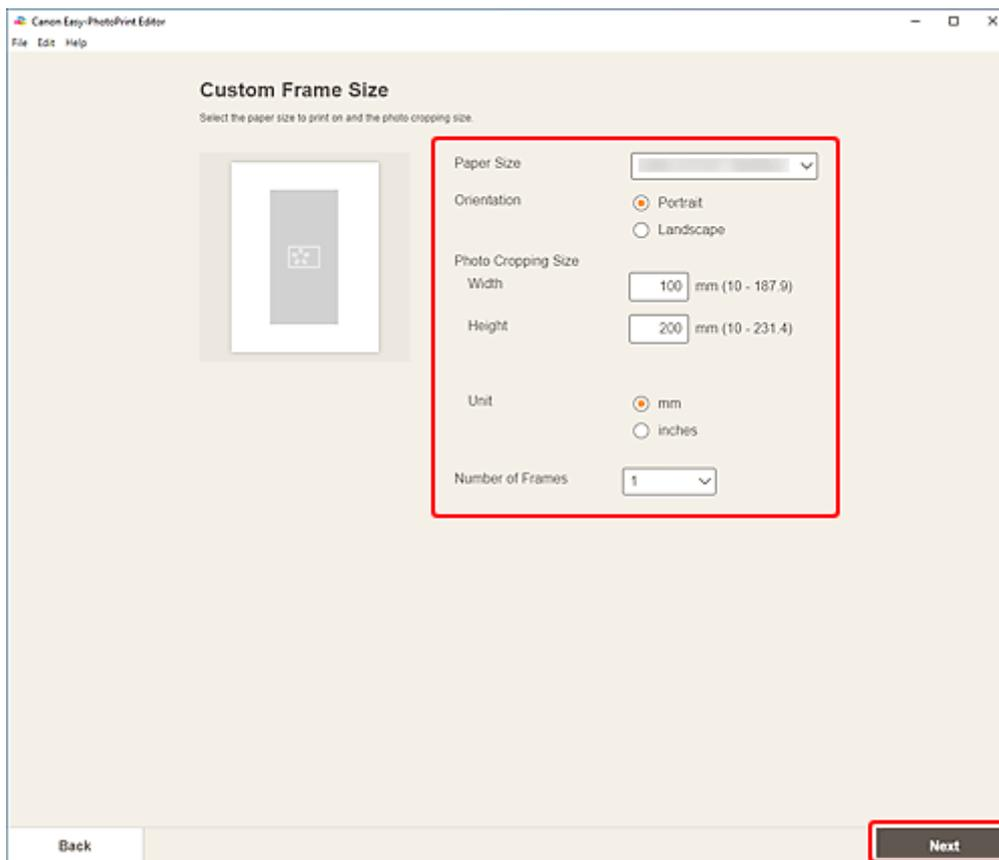 Canon Easy-PhotoPrint Editor
File Edit Help
Custom Frame Size
Select the paper size to print on and the photo cropping size.
Paper Size
Orientation
Portrait
Landscape
Photo Cropping Size
Width 100 mm (10 - 187.9)
Height 200 mm (10 - 231.4)
Unit
mm
inches
Number of Frames 1
Back Next